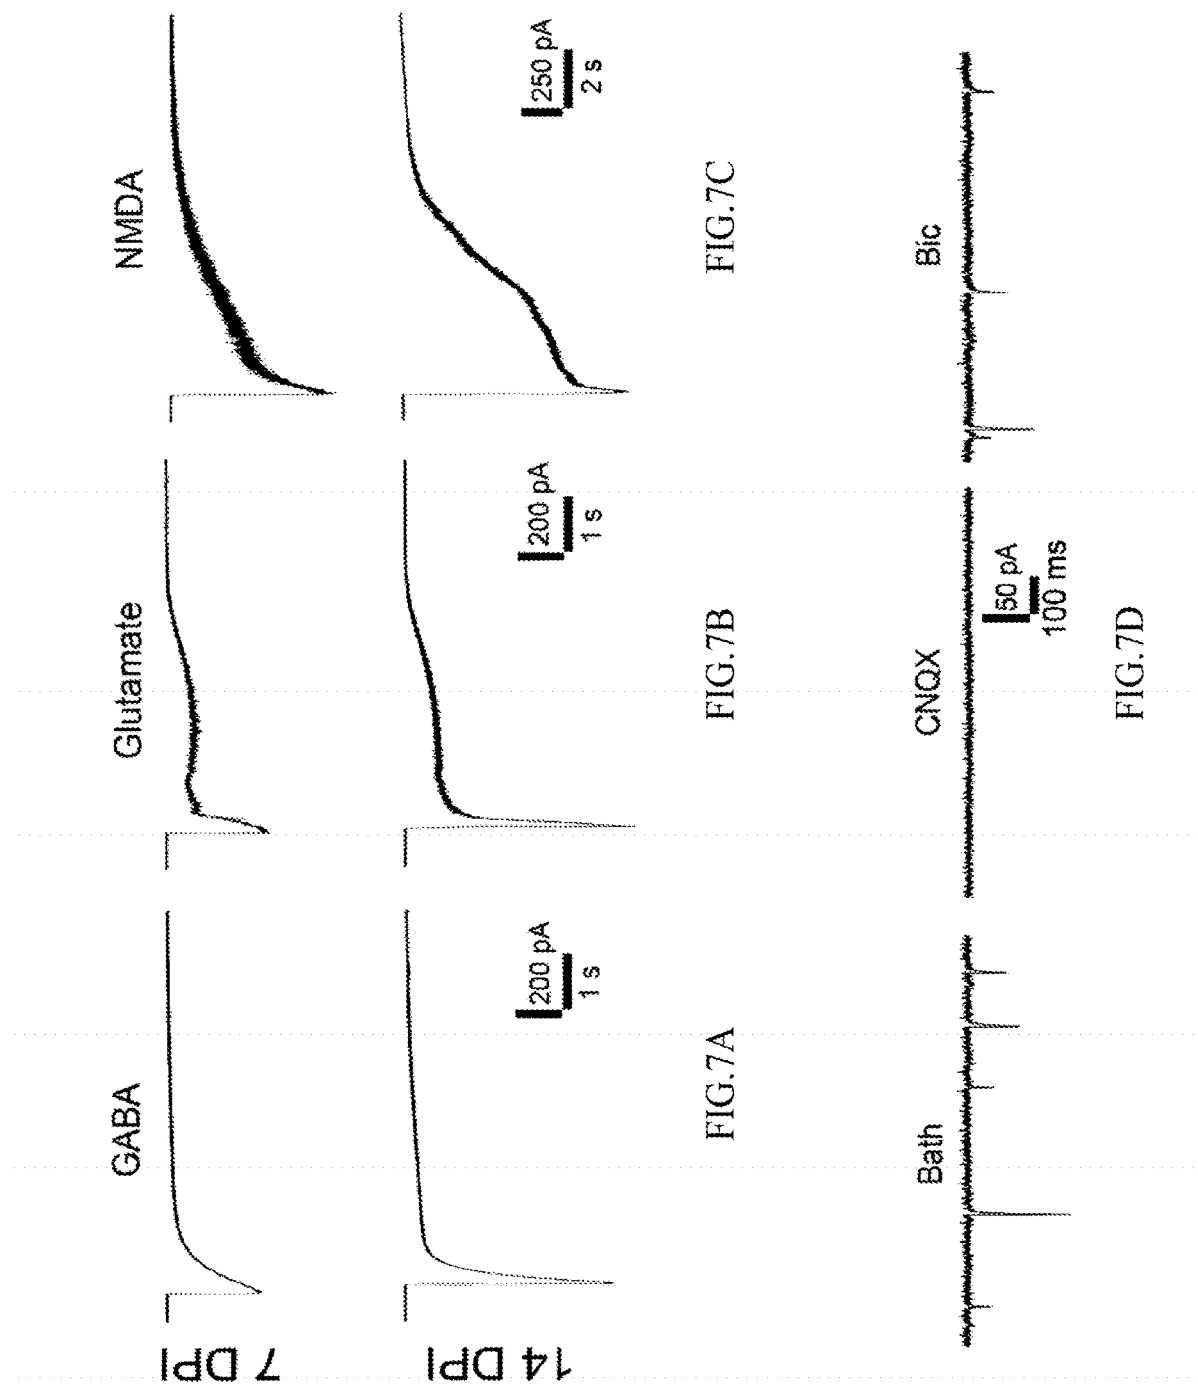 GABA
Glutamate
NMDA
7 DPI
14 DPI
200 pA
1 s
200 pA
1 s
250 pA
2 s
FIG.7A
FIG.7B
FIG.7C
Bath
CNQX
Bic
50 pA
100 ms
FIG.7D